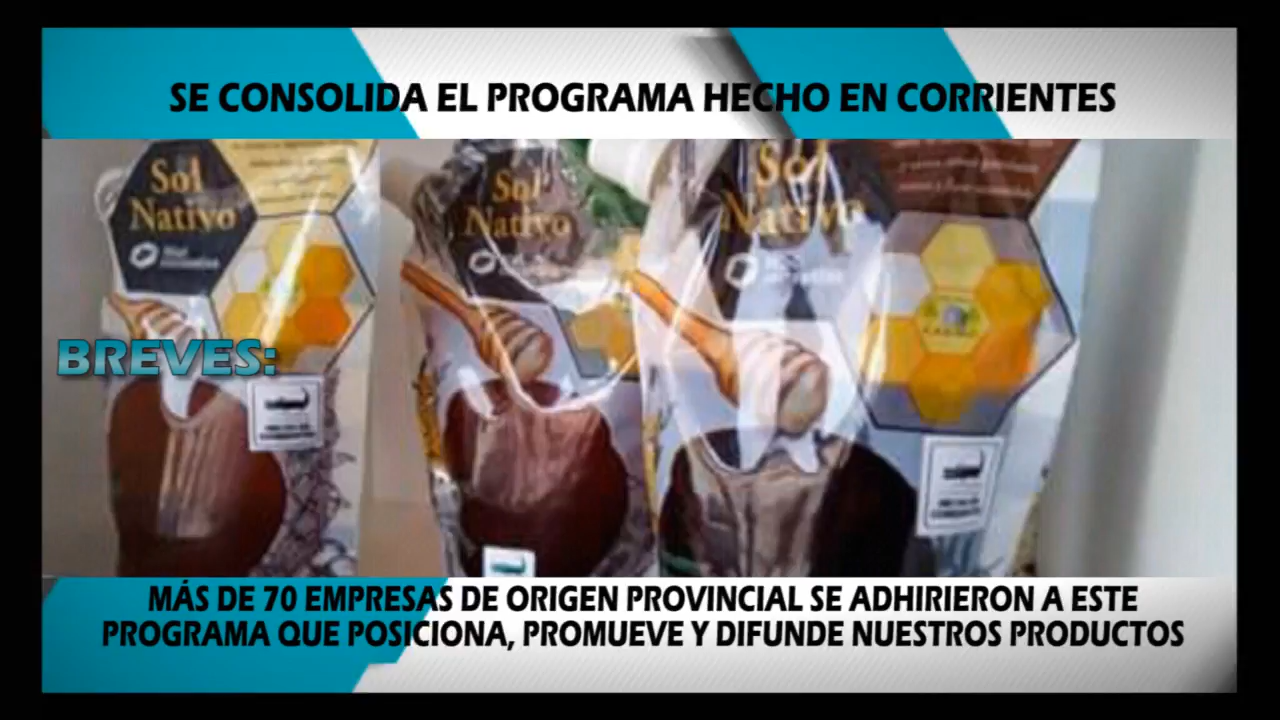 SE CONSOLIDA EL PROGRAMA HECHO EN CORRIENTES
Sol
Nativo
Sol
Nativo
Sol
Nativo
BREVES:
MÁS DE 70 EMPRESAS DE ORIGEN PROVINCIAL SE ADHIRIERON A ESTE
PROGRAMA QUE POSICIONA, PROMUEVE Y DIFUNDE NUESTROS PRODUCTOS